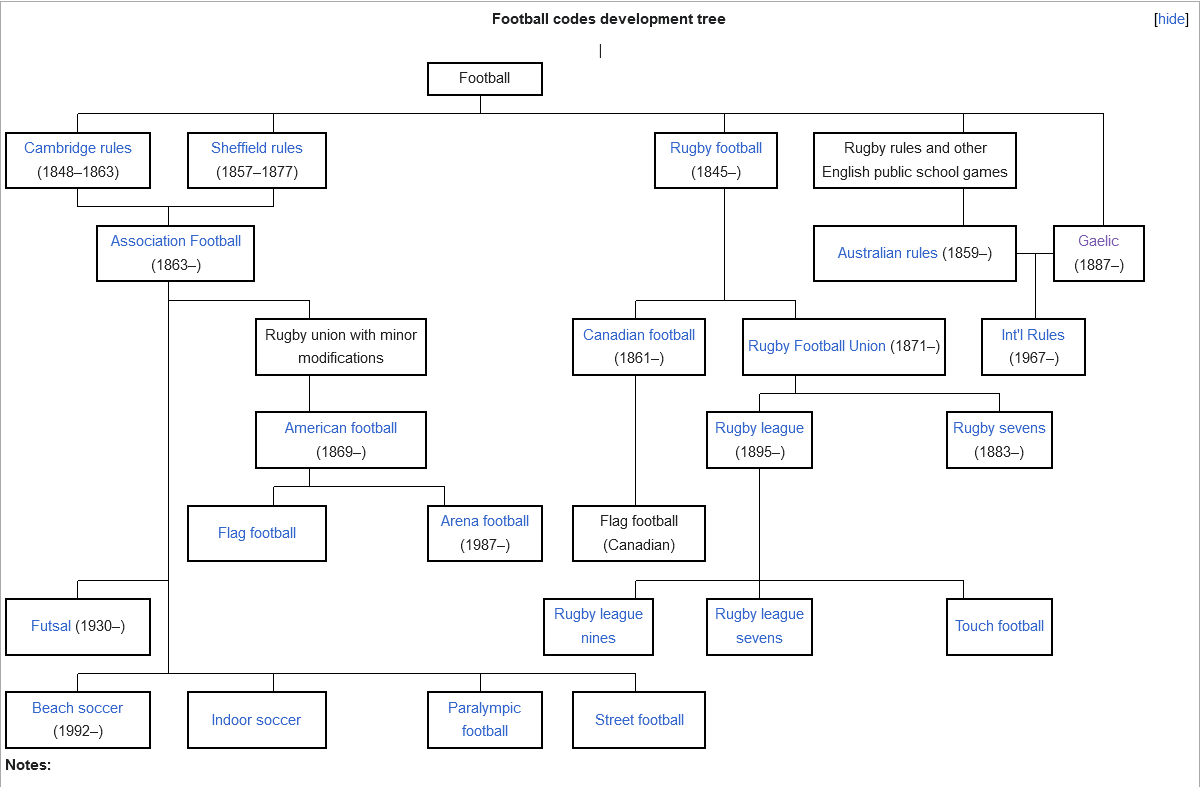 Football codes development tree
[hide]
|
Football
Cambridge rules
(1848–1863)
Sheffield rules
(1857–1877)
Rugby football
(1845–)
Rugby rules and other
English public school games
Association Football
(1863–)
Australian rules (1859–)
Gaelic
(1887–)
Rugby union with minor
modifications
Canadian football
(1861–)
Rugby Football Union (1871–)
Int'l Rules
(1967–)
American football
(1869–)
Rugby league
(1895–)
Rugby sevens
(1883–)
Flag football
Arena football
(1987–)
Flag football
(Canadian)
Futsal (1930–)
Rugby league
nines
Rugby league
sevens
Touch football
Beach soccer
(1992–)
Indoor soccer
Paralympic
football
Street football
Notes: